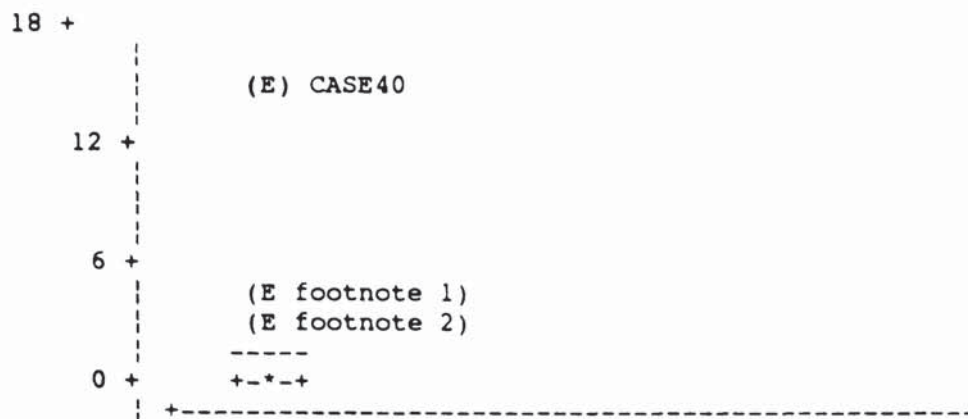 18 +
(E) CASE40
12 +
6 +
(E footnote 1)
(E footnote 2)
-----
0 + +-*-+
+----------------------------------------